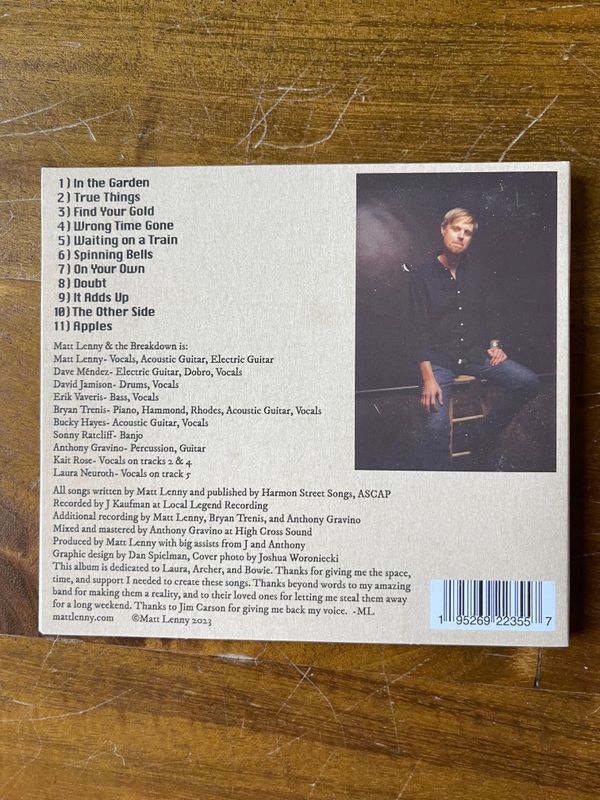 1) In the Garden
2) True Things
3) Find Your Gold
4) Wrong Time Gone
5) Waiting on a Train
6) Spinning Bells
7) On Your Own
8) Doubt
9) It Adds Up
10) The Other Side
11) Apples
Matt Lenny & the Breakdown is:
Matt Lenny- Vocals, Acoustic Guitar, Electric Guitar
Dave Méndez- Electric Guitar, Dobro, Vocals
David Jamison- Drums, Vocals
Erik Vaveris- Bass, Vocals
Bryan Trenis- Piano, Hammond, Rhodes, Acoustic Guitar, Vocals
Bucky Hayes- Acoustic Guitar, Vocals
Sonny Ratcliff- Banjo
Anthony Gravino- Percussion, Guitar
Kait Rose- Vocals on tracks 2 & 4
Laura Neuroth- Vocals on track 5
All songs written by Matt Lenny and published by Harmon Street Songs, ASCAP
Recorded by J Kaufman at Local Legend Recording
Additional recording by Matt Lenny, Bryan Trenis, and Anthony Gravino
Mixed and mastered by Anthony Gravino at High Cross Sound
Produced by Matt Lenny with big assists from J and Anthony
Graphic design by Dan Spielman, Cover photo by Joshua Woroniecki
This album is dedicated to Laura, Archer, and Bowie. Thanks for giving me the space,
time, and support I needed to create these songs. Thanks beyond words to my amazing
band for making them a reality, and to their loved ones for letting me steal them away
for a long weekend. Thanks to Jim Carson for giving me back my voice. -ML
mattlenny.com ©Matt Lenny 2023
1 95269 22355 7